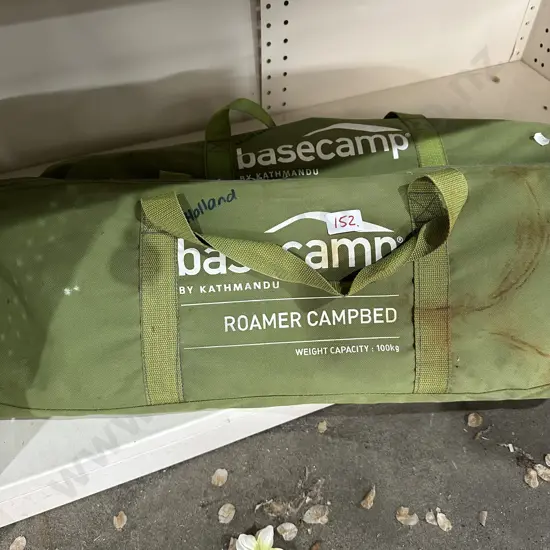 basecamp
BY KATHMANDU
Holland
152.
basecamp®
BY KATHMANDU
ROAMER CAMPBED
WEIGHT CAPACITY : 100kg